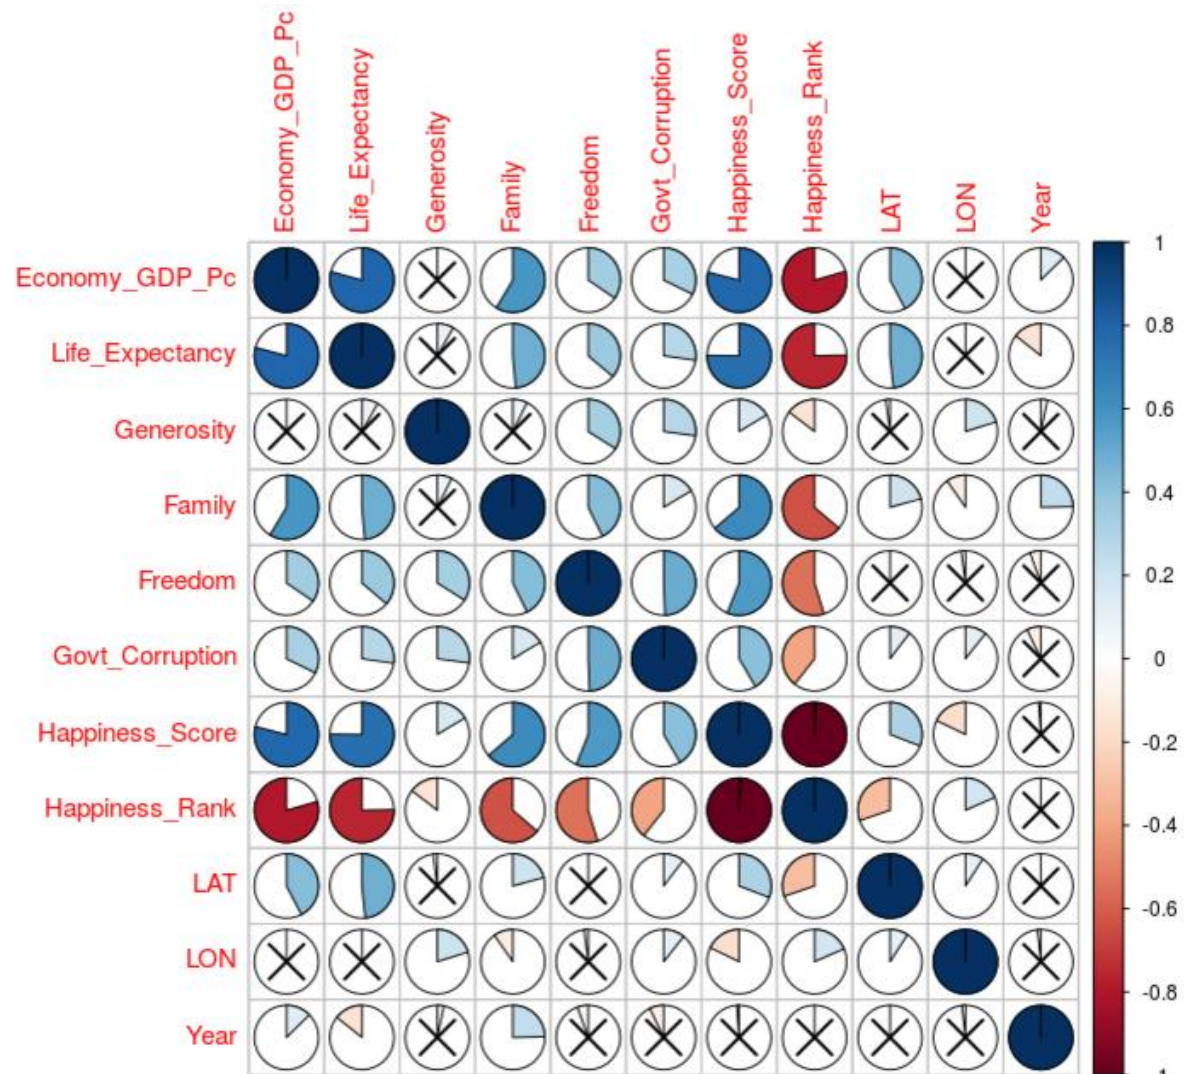 Economy_GDP_Pc
Life_Expectancy
Generosity
Family
Freedom
Govt_Corruption
Happiness_Score
Happiness_Rank
LAT
LON
Year
Economy_GDP_Pc
Life_Expectancy
Generosity
Family
Freedom
Govt_Corruption
Happiness_Score
Happiness_Rank
LAT
LON
Year
1
0.8
0.6
0.4
0.2
0
-0.2
-0.4
-0.6
-0.8
-1